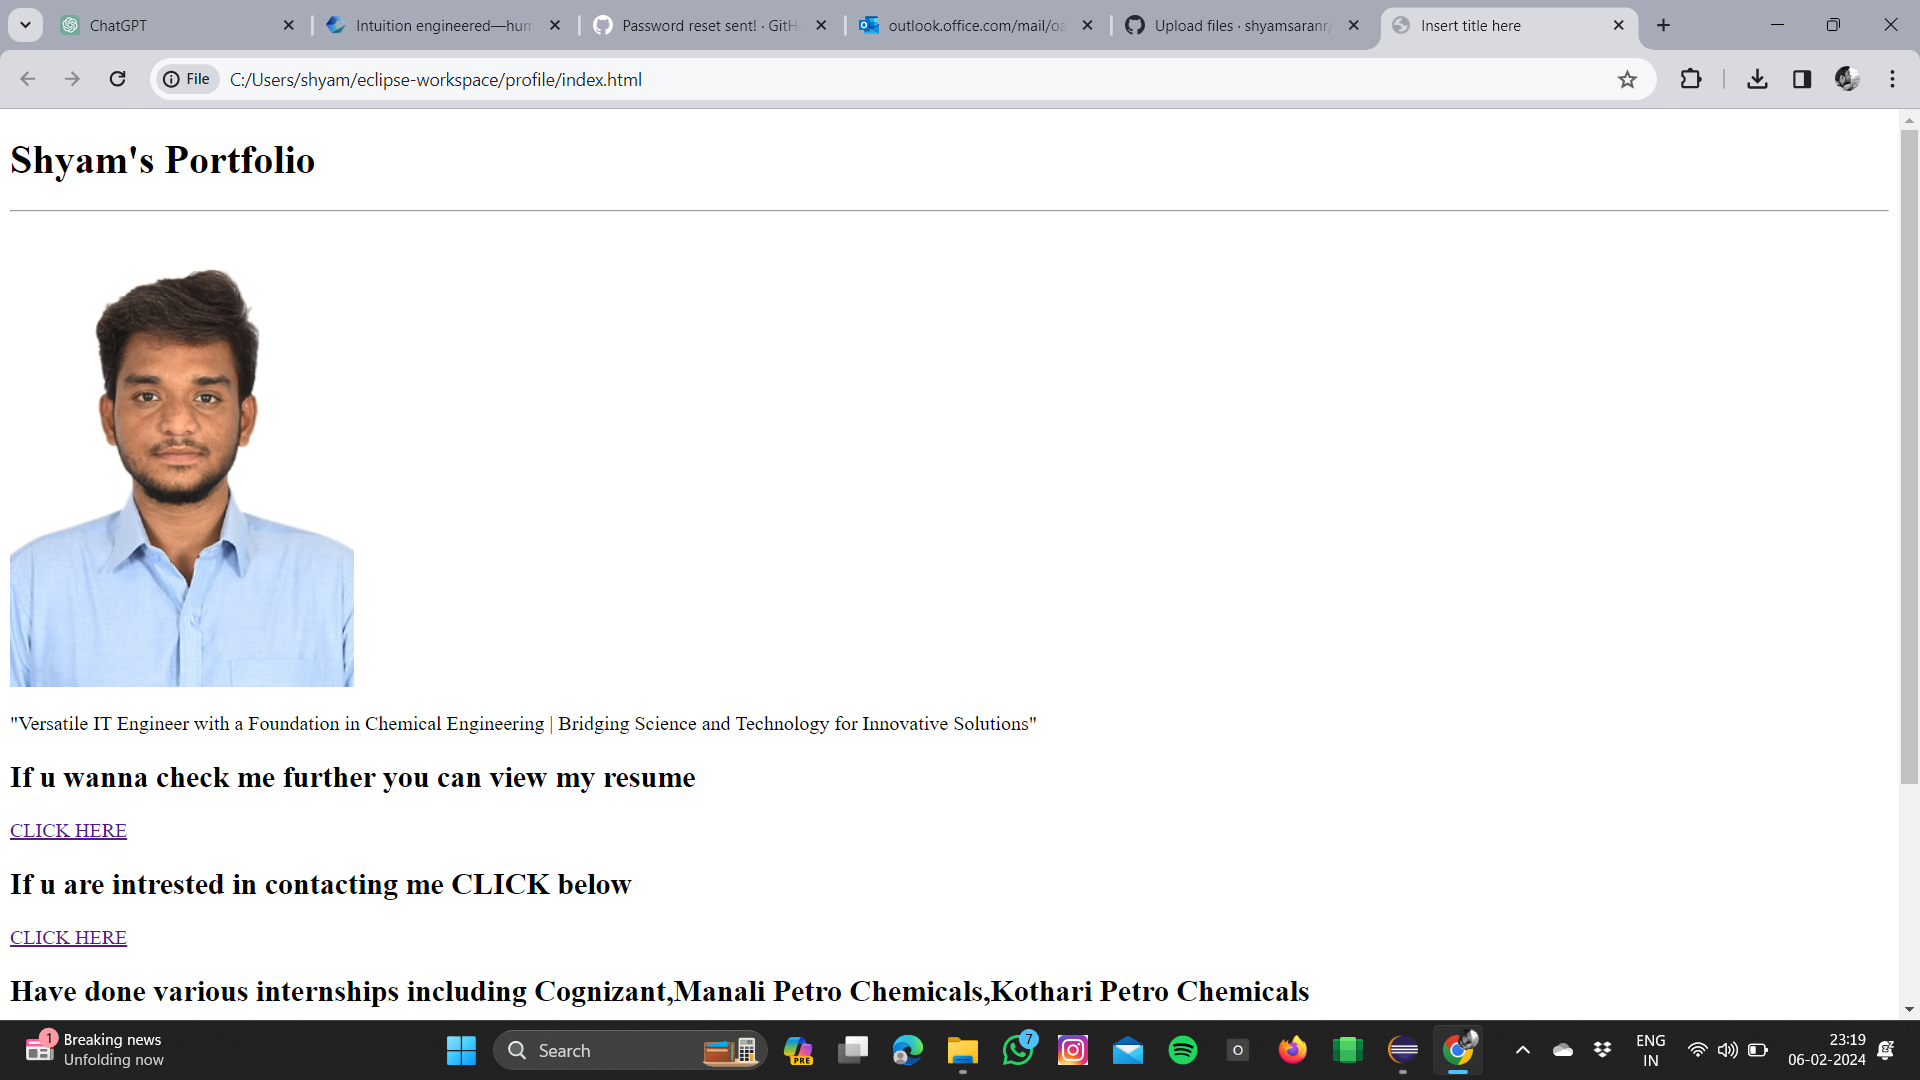 ChatGPT
Intuition engineered—hum
Password reset sent! · GitH
outlook.office.com/mail/oa
Upload files · shyamsaranr/
Insert title here
File
C:/Users/shyam/eclipse-workspace/profile/index.html
Shyam's Portfolio
"Versatile IT Engineer with a Foundation in Chemical Engineering | Bridging Science and Technology for Innovative Solutions"
If u wanna check me further you can view my resume
CLICK HERE
If u are intrested in contacting me CLICK below
CLICK HERE
Have done various internships including Cognizant,Manali Petro Chemicals,Kothari Petro Chemicals
1
Breaking news
Unfolding now
Search
PRE
7
O
ENG
IN
23:19
06-02-2024